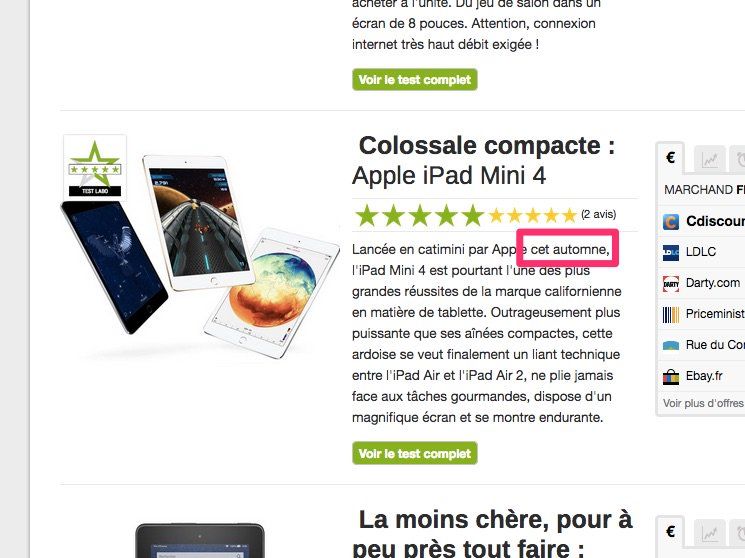 acheter à l'unité. Du jeu de salon dans un
écran de 8 pouces. Attention, connexion
internet très haut débit exigée !
Voir le test complet
TEST LABO
Colossale compacte :
Apple iPad Mini 4
(2 avis)
Lancée en catimini par Apple cet automne,
l'iPad Mini 4 est pourtant l'une des plus
grandes réussites de la marque californienne
en matière de tablette. Outrageusement plus
puissante que ses aînées compactes, cette
ardoise se veut finalement un liant technique
entre l'iPad Air et l'iPad Air 2, ne plie jamais
face aux tâches gourmandes, dispose d'un
magnifique écran et se montre endurante.
Voir le test complet
€
MARCHAND F
Cdiscoun
LDLC
Darty.com
Priceminist
Rue du Con
Ebay.fr
Voir plus d'offres
La moins chère, pour à
peu près tout faire :
€